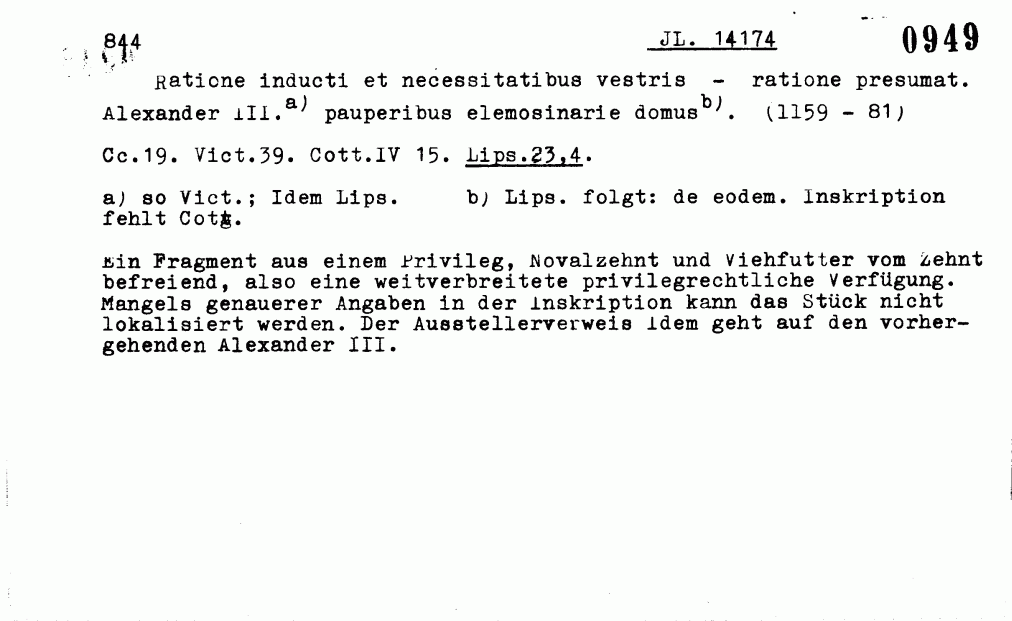 844 JL. 14174 0949
Ratione inducti et necessitatibus vestris - ratione presumat.
Alexander III.a) pauperibus elemosinarie domusb). (1159 - 81)
Cc.19. Vict.39. Cott.IV 15. Lips.23,4.
a) so Vict.; Idem Lips. b) Lips. folgt: de eodem. Inskription
fehlt Cott.
Ein Fragment aus einem Privileg, Novalzehnt und Viehfutter vom Zehnt
befreiend, also eine weitverbreitete privilegrechtliche Verfügung.
Mangels genauerer Angaben in der Inskription kann das Stück nicht
lokalisiert werden. Der Ausstellerverweis Idem geht auf den vorher-
gehenden Alexander III.